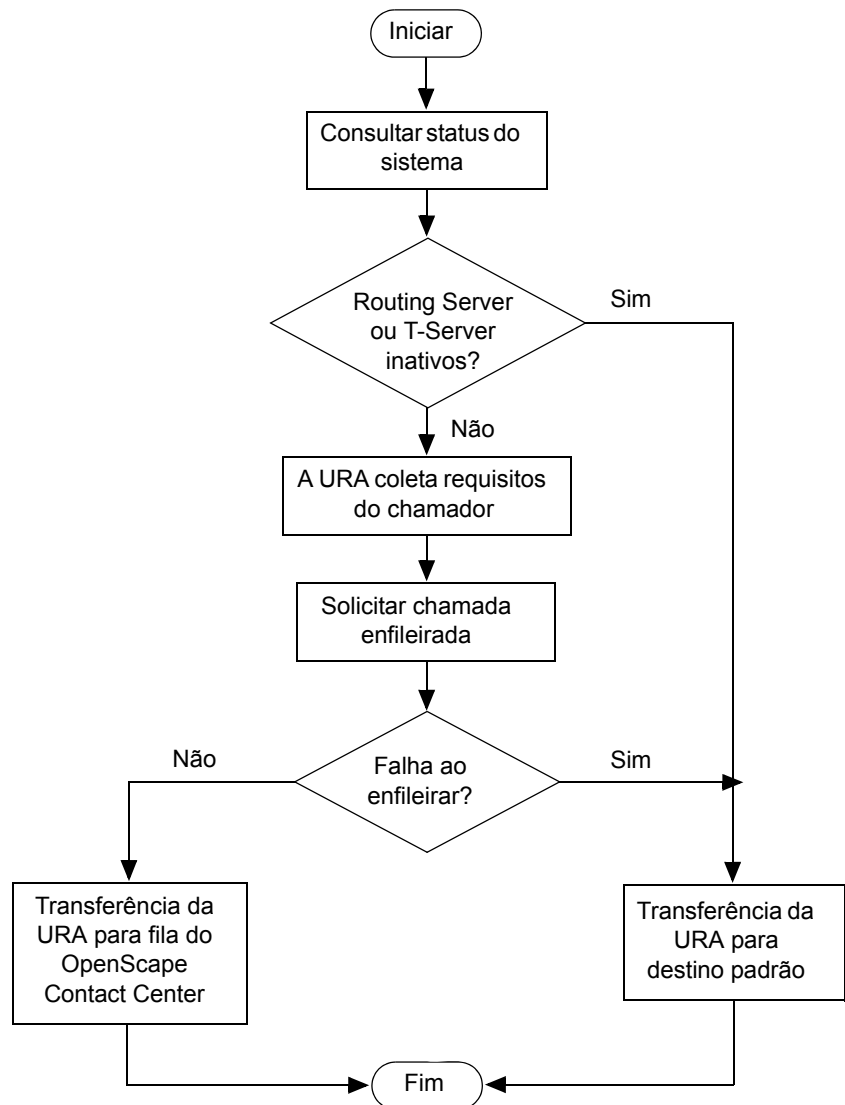 Iniciar
Consultar status do
sistema
Routing Server
ou T-Server
inativos?
Sim
Não
A URA coleta requisitos
do chamador
Solicitar chamada
enfileirada
Não
Falha ao
enfileirar?
Sim
Transferência da
URA para fila do
OpenScape
Contact Center
Transferência da
URA para
destino padrão
Fim